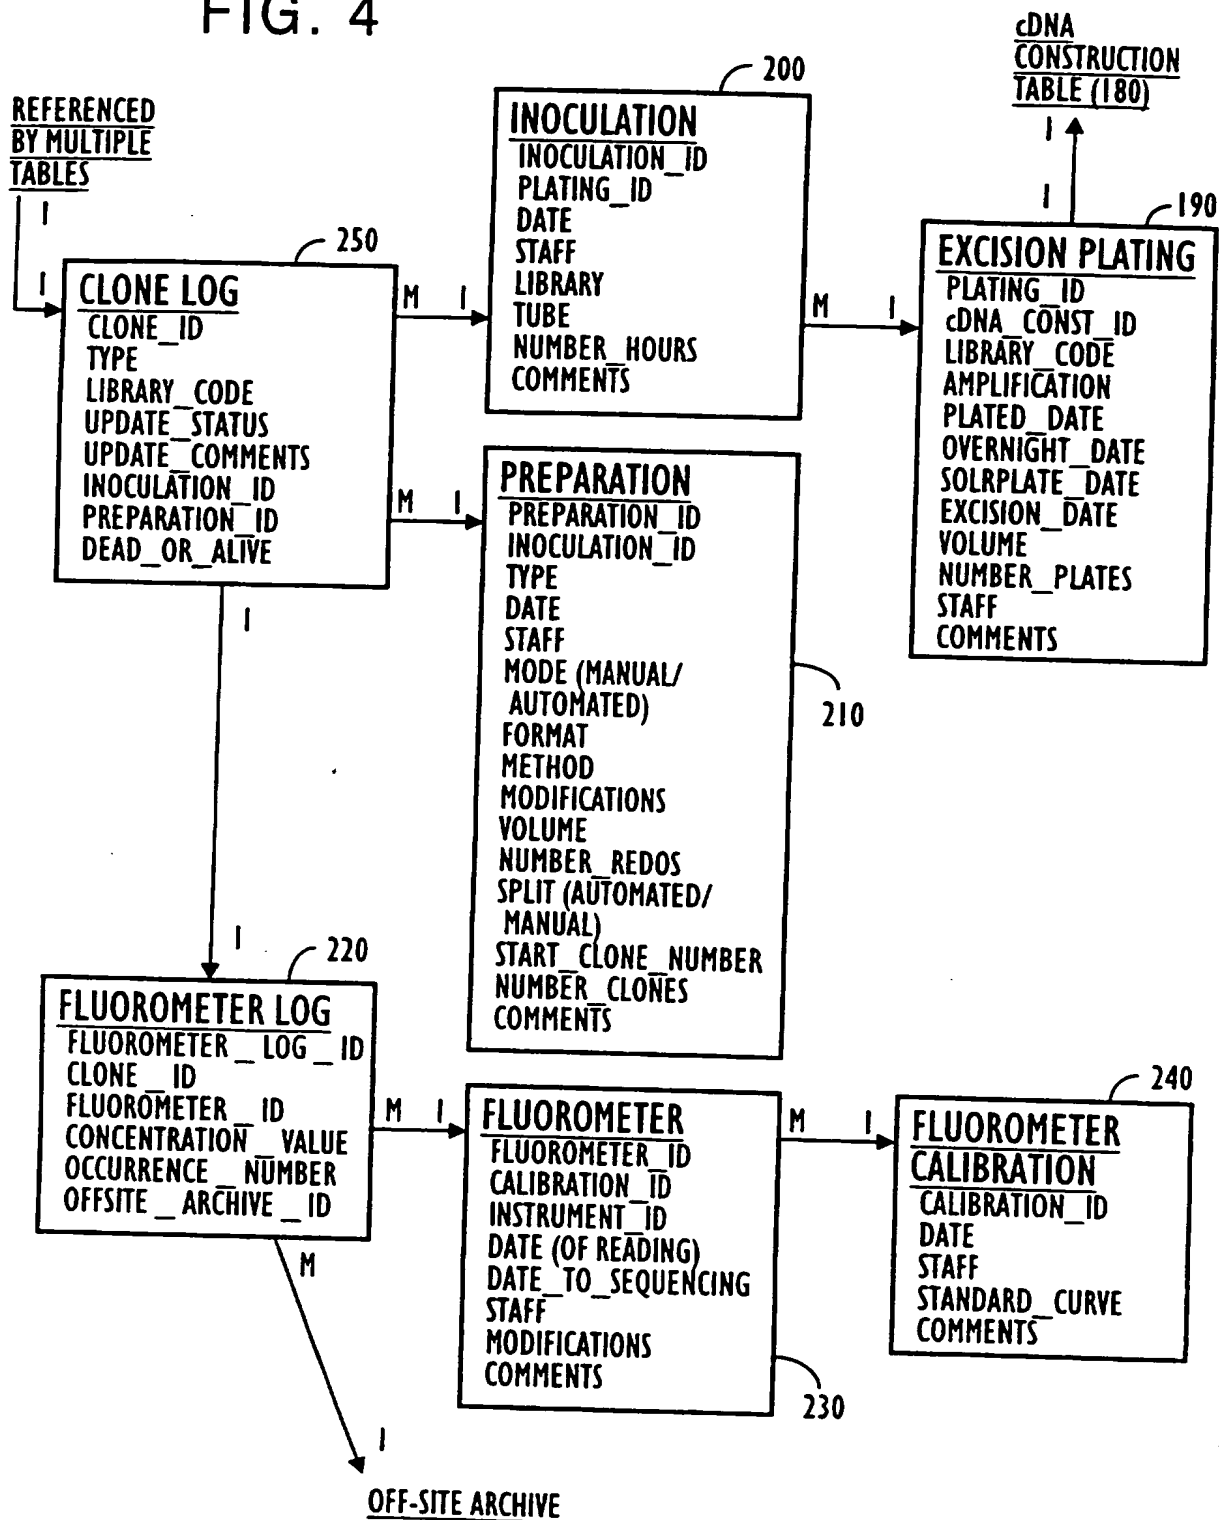 FIG. 4
cDNA
CONSTRUCTION
TABLE (180)
REFERENCED
BY MULTIPLE
TABLES
1
1
250
CLONE LOG
CLONE_ID
TYPE
LIBRARY_CODE
UPDATE_STATUS
UPDATE_COMMENTS
INOCULATION_ID
PREPARATION_ID
DEAD_OR_ALIVE
M 1
M 1
200
INOCULATION
INOCULATION_ID
PLATING_ID
DATE
STAFF
LIBRARY
TUBE
NUMBER_HOURS
COMMENTS
M 1
1
1
190
EXCISION PLATING
PLATING_ID
cDNA_CONST_ID
LIBRARY_CODE
AMPLIFICATION
PLATED_DATE
OVERNIGHT_DATE
SOLRPLATE_DATE
EXCISION_DATE
VOLUME
NUMBER_PLATES
STAFF
COMMENTS
PREPARATION
PREPARATION_ID
INOCULATION_ID
TYPE
DATE
STAFF
MODE (MANUAL/
AUTOMATED)
FORMAT
METHOD
MODIFICATIONS
VOLUME
NUMBER_REDOS
SPLIT (AUTOMATED/
MANUAL)
START_CLONE_NUMBER
NUMBER_CLONES
COMMENTS
210
1
1
220
FLUOROMETER LOG
FLUOROMETER_LOG_ID
CLONE_ID
FLUOROMETER_ID
CONCENTRATION_VALUE
OCCURRENCE_NUMBER
OFFSITE_ARCHIVE_ID
M 1
FLUOROMETER
FLUOROMETER_ID
CALIBRATION_ID
INSTRUMENT_ID
DATE (OF READING)
DATE_TO_SEQUENCING
STAFF
MODIFICATIONS
COMMENTS
230
M 1
240
FLUOROMETER
CALIBRATION
CALIBRATION_ID
DATE
STAFF
STANDARD_CURVE
COMMENTS
M
1
OFF-SITE ARCHIVE